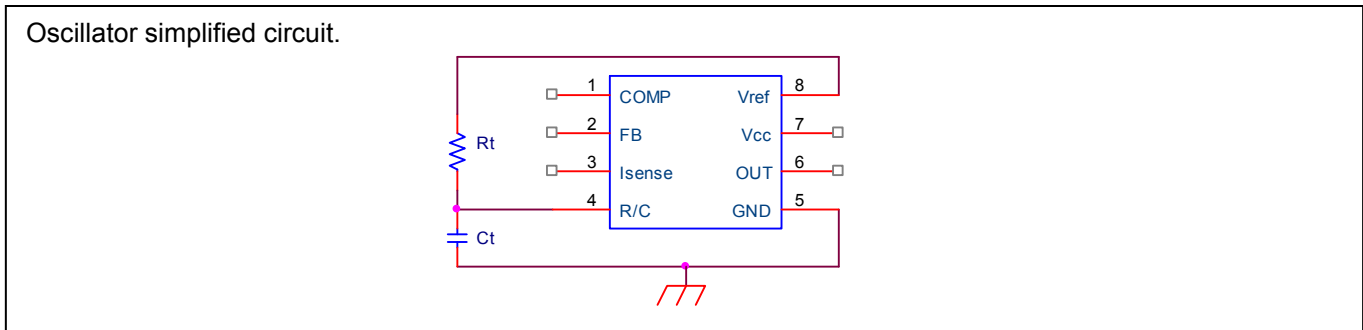 Oscillator simplified circuit.
1 COMP Vref 8
2 FB Vcc 7
Rt
3 Isense OUT 6
4 R/C GND 5
Ct